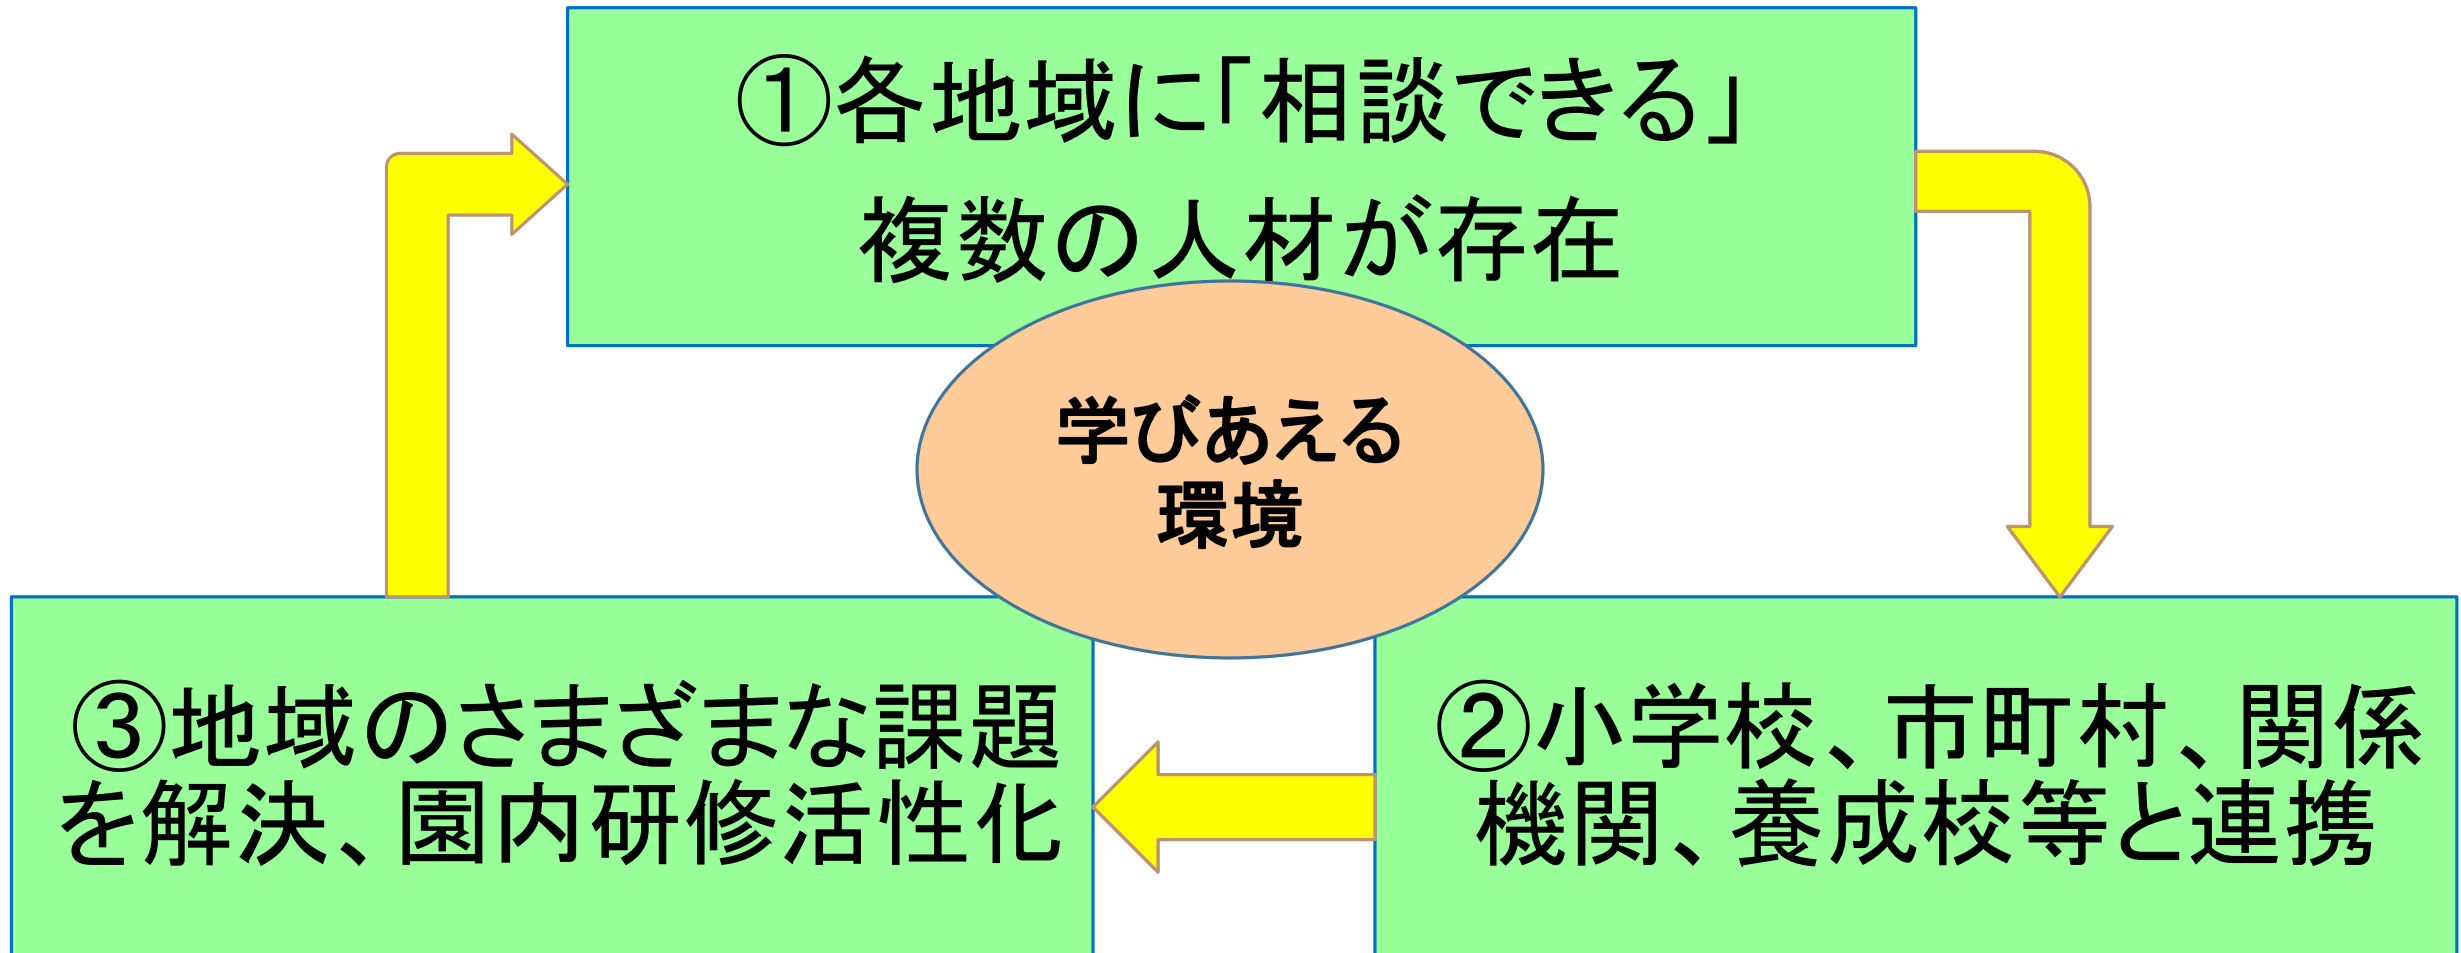 ①各地域に「相談できる」
複数の人材が存在
学びあえる
環境
②小学校、市町村、関係
機関、養成校等と連携
③地域のさまざまな課題
を解決、園内研修活性化